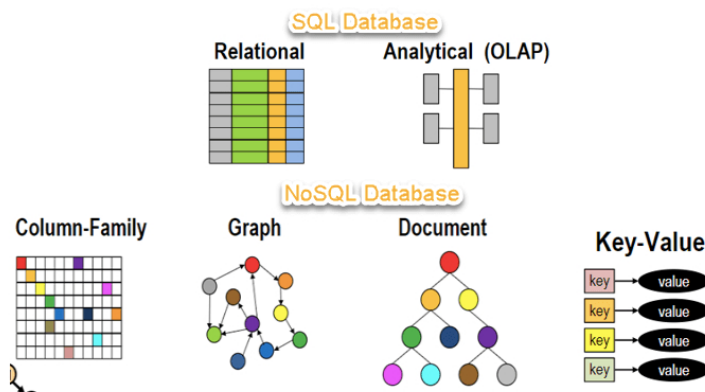 SQL Database
Relational
Analytical (OLAP)
NoSQL Database
Column-Family
Graph
Document
Key-Value
key
value
key
value
key
value
key
value